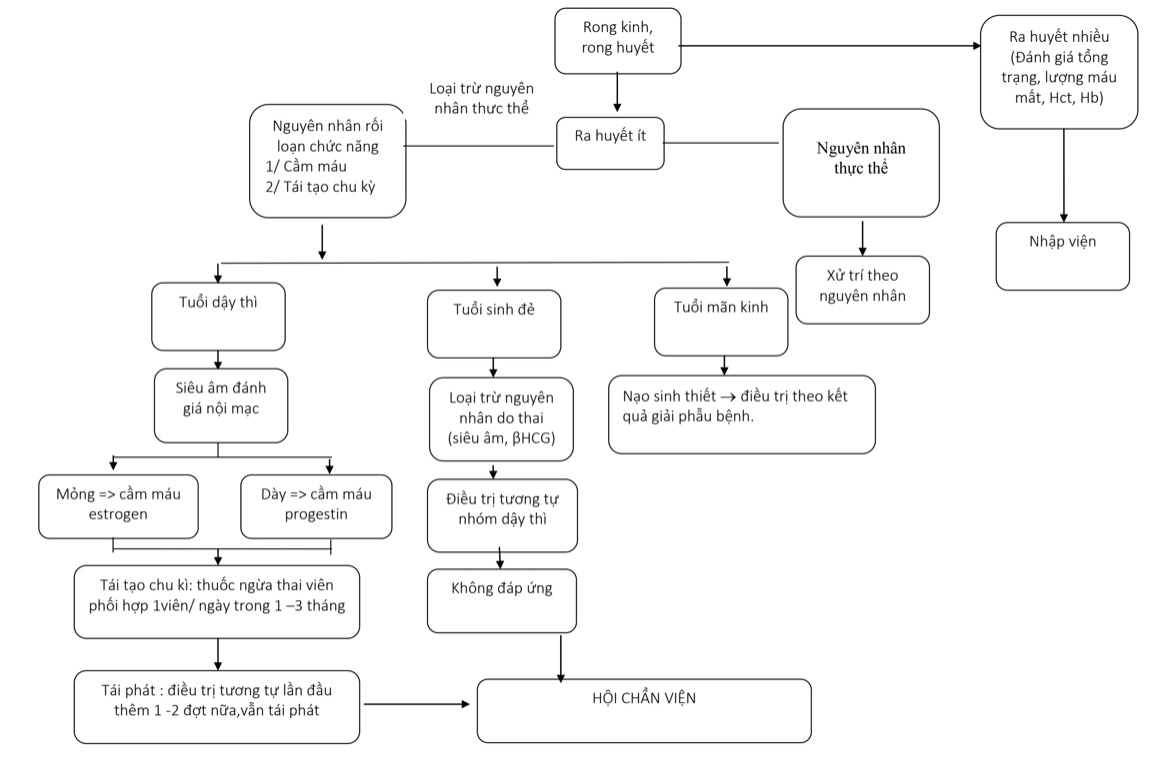 Rong kinh,
rong huyết
Ra huyết nhiều
(Đánh giá tổng
trạng, lượng máu
mất, Hct, Hb)
Loại trừ nguyên
nhân thưc thể
Nguyên nhân rối
loạn chức năng
1/ Cầm máu
2/ Tái tạo chu kỳ
Ra huyết ít
Nguyên nhân
thực thể
Nhập viện
Xử trí theo
nguyên nhân
Tuổi dậy thì
Tuổi sinh đẻ
Tuổi mãn kinh
Siêu âm đánh
giá nội mạc
Loại trừ nguyên
nhân do thai
(siêu âm, βHCG)
Nạo sinh thiết → điều trị theo kết
quả giải phẫu bệnh.
Mỏng => cầm máu
estrogen
Dày => cầm máu
progestin
Điều trị tương tự
nhóm dậy thì
Tái tạo chu kì: thuốc ngừa thai viên
phối hợp 1viên/ ngày trong 1 –3 tháng
Không đáp ứng
Tái phát : điều trị tương tự lần đầu
thêm 1 -2 đợt nữa,vẫn tái phát
HỘI CHẨN VIỆN